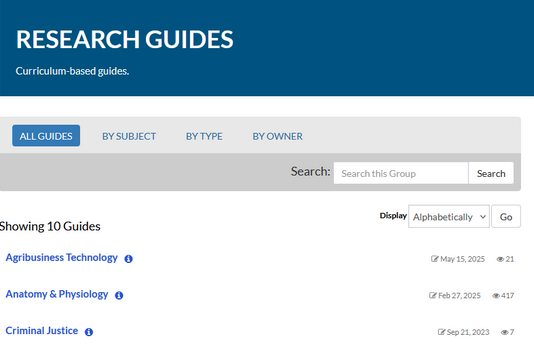 RESEARCH GUIDES
Curriculum-based guides.
ALL GUIDES BY SUBJECT BY TYPE BY OWNER
Search: Search this Group Search
Display Alphabetically Go
Showing 10 Guides
Agribusiness Technology May 15, 2025 21
Anatomy & Physiology Feb 27, 2025 417
Criminal Justice Sep 21, 2023 7